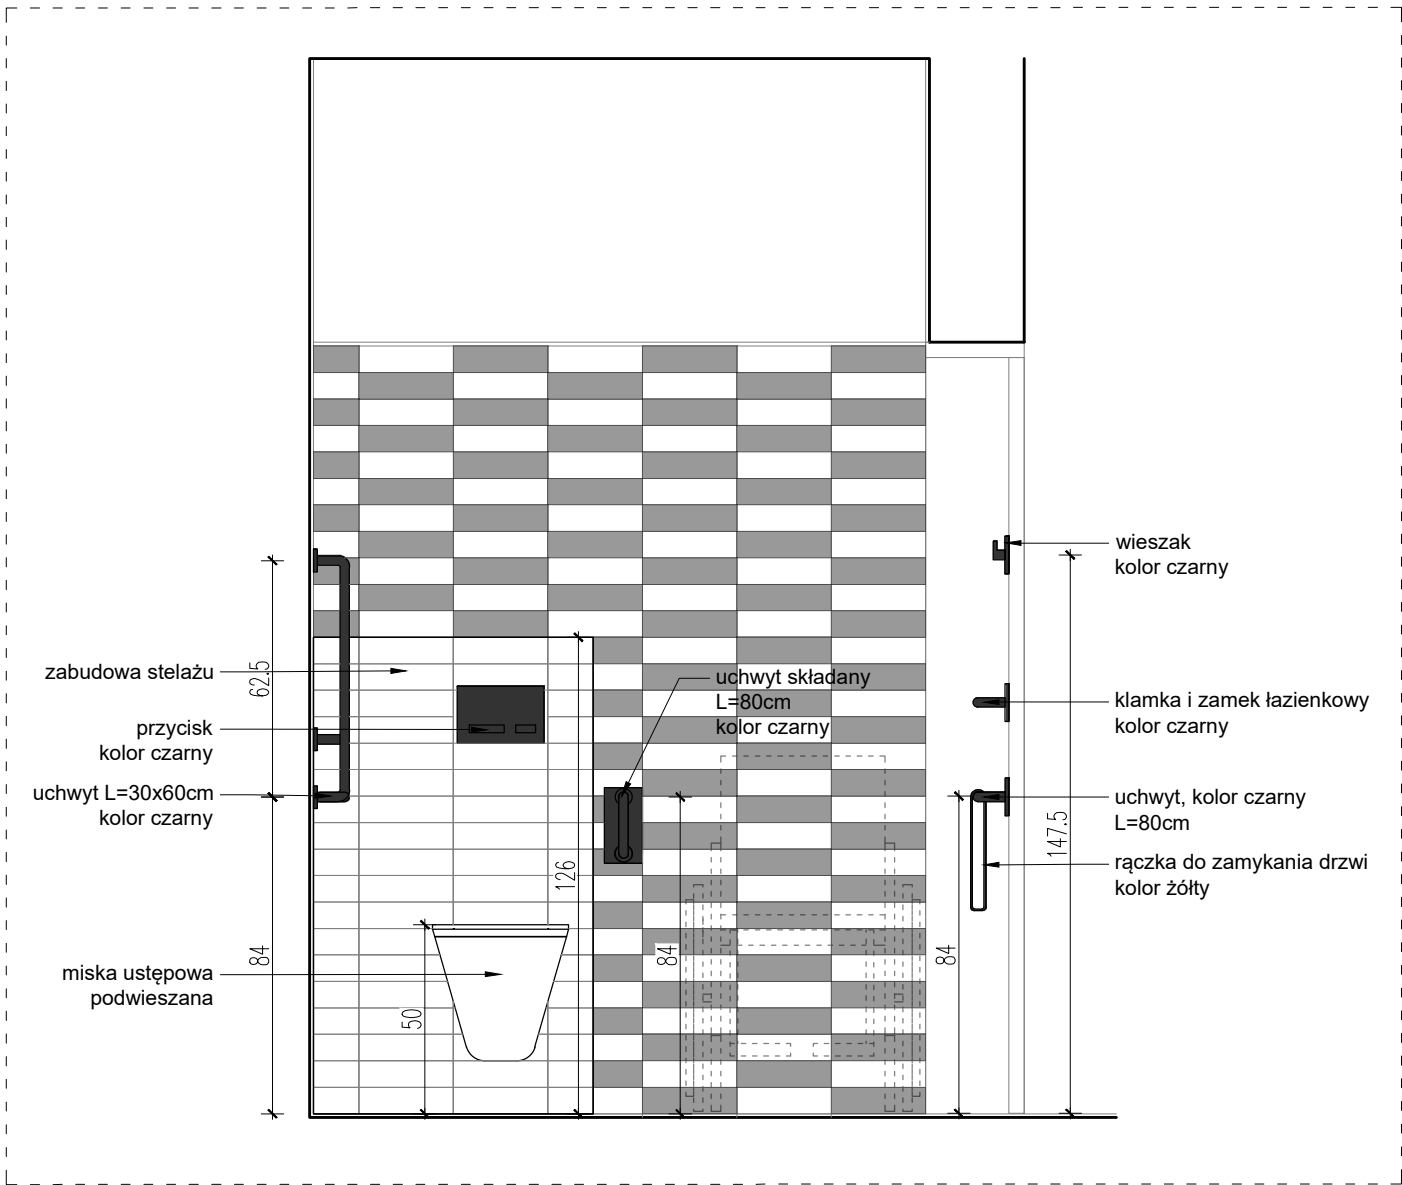 wieszak
kolor czarny
zabudowa stelażu
62.5
uchwyt składany
L=80cm
kolor czarny
klamka i zamek łazienkowy
kolor czarny
przycisk
kolor czarny
uchwyt L=30x60cm
kolor czarny
uchwyt, kolor czarny
L=80cm
147.5
rączka do zamykania drzwi
kolor żółty
126
84
84
84
miska ustępowa
podwieszana
50